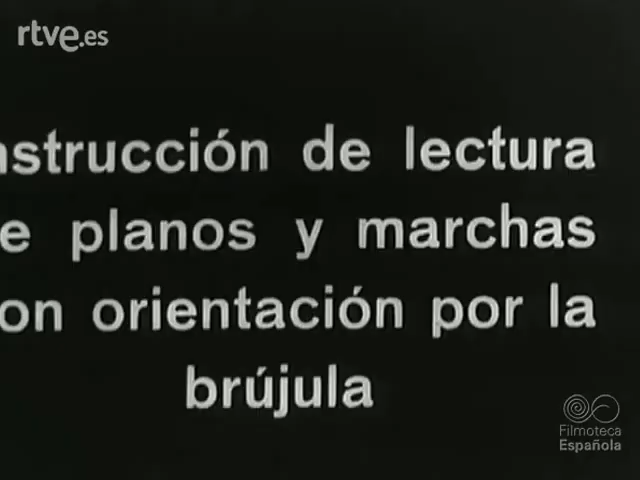 rtve.es
nstrucción de lectura
e planos y marchas
on orientación por la
brújula
Filmoteca
Española